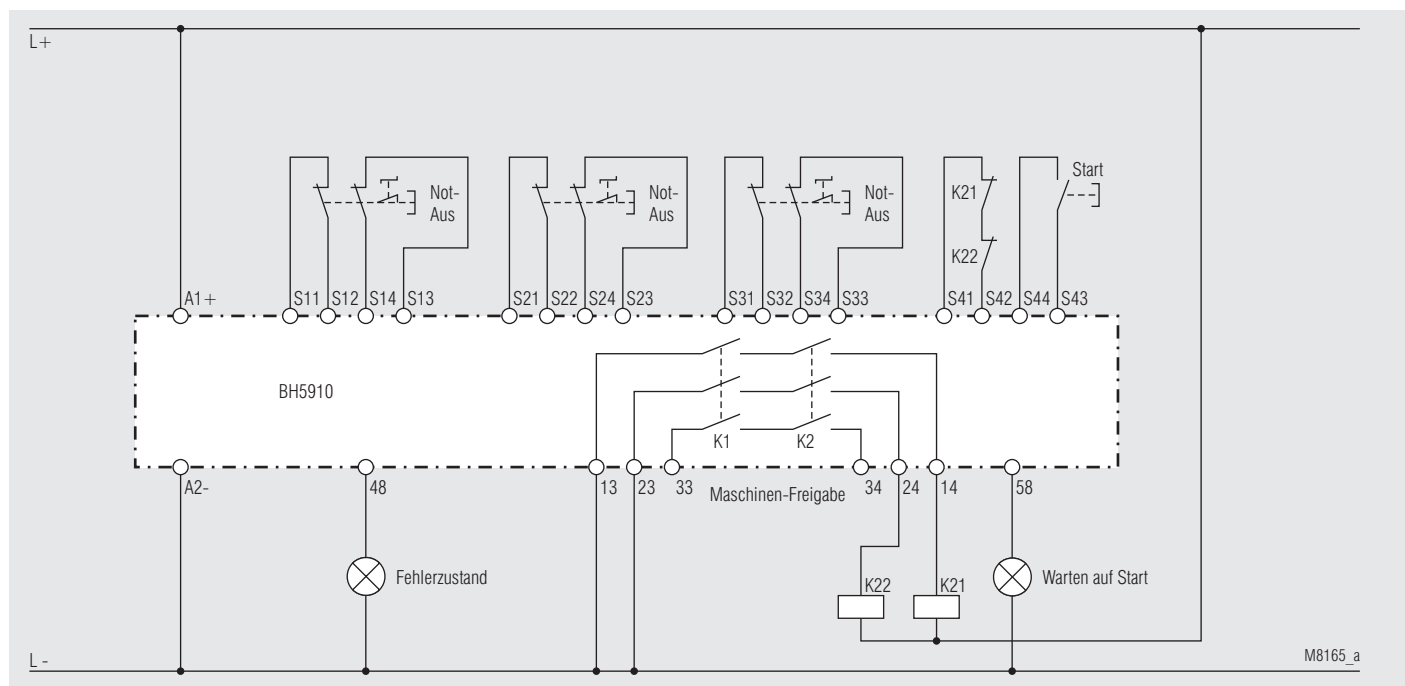 L+
Start
K21
Not-
Aus
Not-
Aus
Not-
Aus
K22
A1+
S11
S12
S14
S13
S21
S22
S24
S23
S31
S32
S34
S33
S41
S42
S44
S43
BH5910
K1
K2
A2-
48
13
23
33
Maschinen-Freigabe
34
24
14
58
Fehlerzustand
K22
K21
Warten auf Start
L -
M8165_a